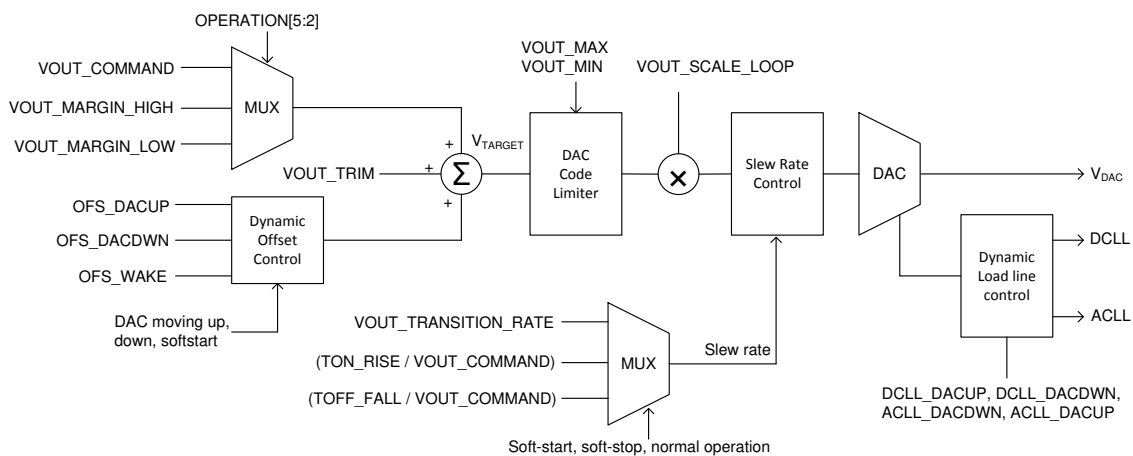 OPERATION[5:2]
VOUT_COMMAND
VOUT_MARGIN_HIGH
VOUT_MARGIN_LOW
MUX
VOUT_TRIM
+
+
+
Σ
VTARGET
OFS_DACUP
OFS_DACDWN
OFS_WAKE
Dynamic
Offset
Control
DAC moving up,
down, softstart
VOUT_MAX
VOUT_MIN
DAC
Code
Limiter
VOUT_SCALE_LOOP
×
Slew Rate
Control
DAC
VDAC
Dynamic
Load line
control
DCLL
ACLL
DCLL_DACUP, DCLL_DACDWN,
ACLL_DACDWN, ACLL_DACUP
VOUT_TRANSITION_RATE
(TON_RISE / VOUT_COMMAND)
(TOFF_FALL / VOUT_COMMAND)
MUX
Slew rate
Soft-start, soft-stop, normal operation